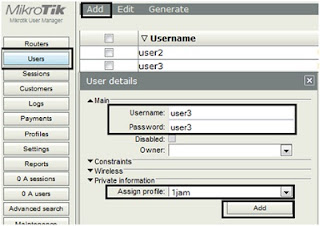 MikroTik
Mikrotik User Manager
Routers
Users
Sessions
Customers
Logs
Payments
Profiles
Settings
Reports
0 A sessions
0 A users
Advanced search
Maintenance
Add Edit Generate
▽ Username
user2
user3
User details
Main
Username: user3
Password: user3
Disabled:
Owner:
Constraints
Wireless
Private information
Assign profile: 1jam
Add